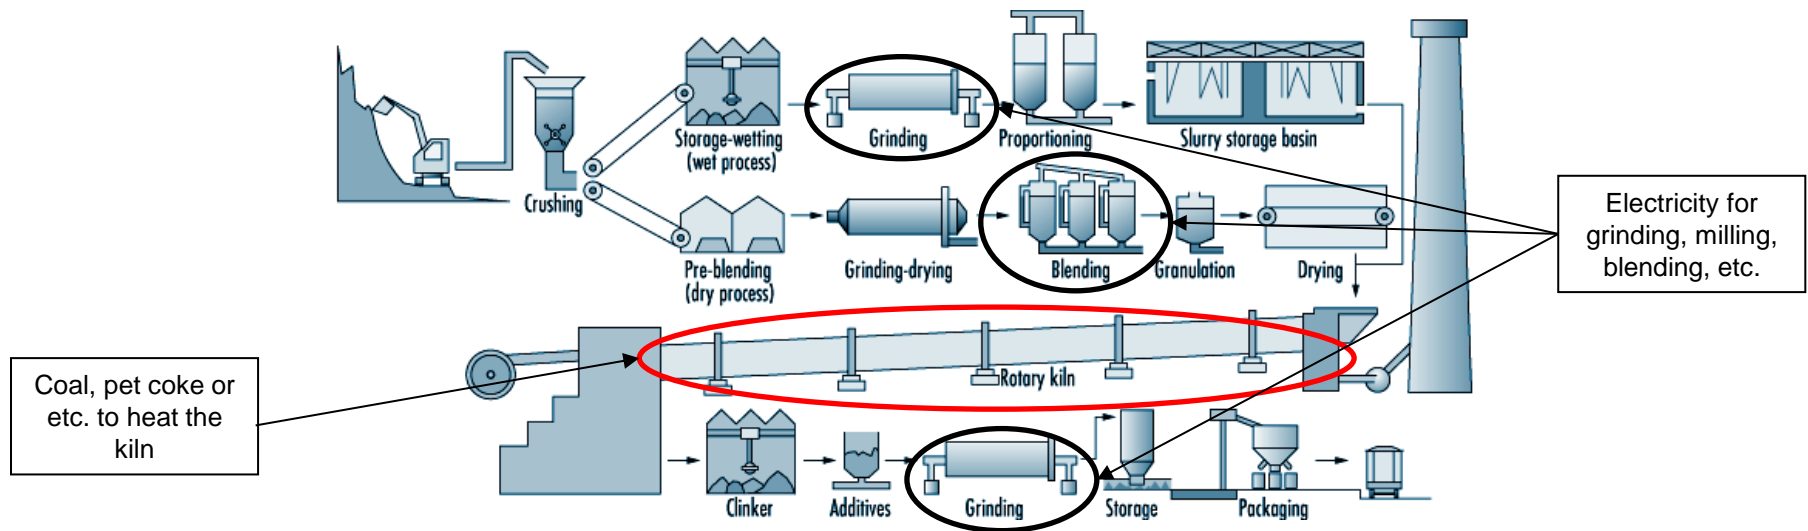 Storage-wetting
(wet process)
Grinding
Proportioning
Slurry storage basin
Crushing
Pre-blending
(dry process)
Grinding-drying
Blending
Granulation
Drying
Electricity for
grinding, milling,
blending, etc.
Coal, pet coke or
etc. to heat the
kiln
Rotary kiln
Clinker
Additives
Grinding
Storage
Packaging